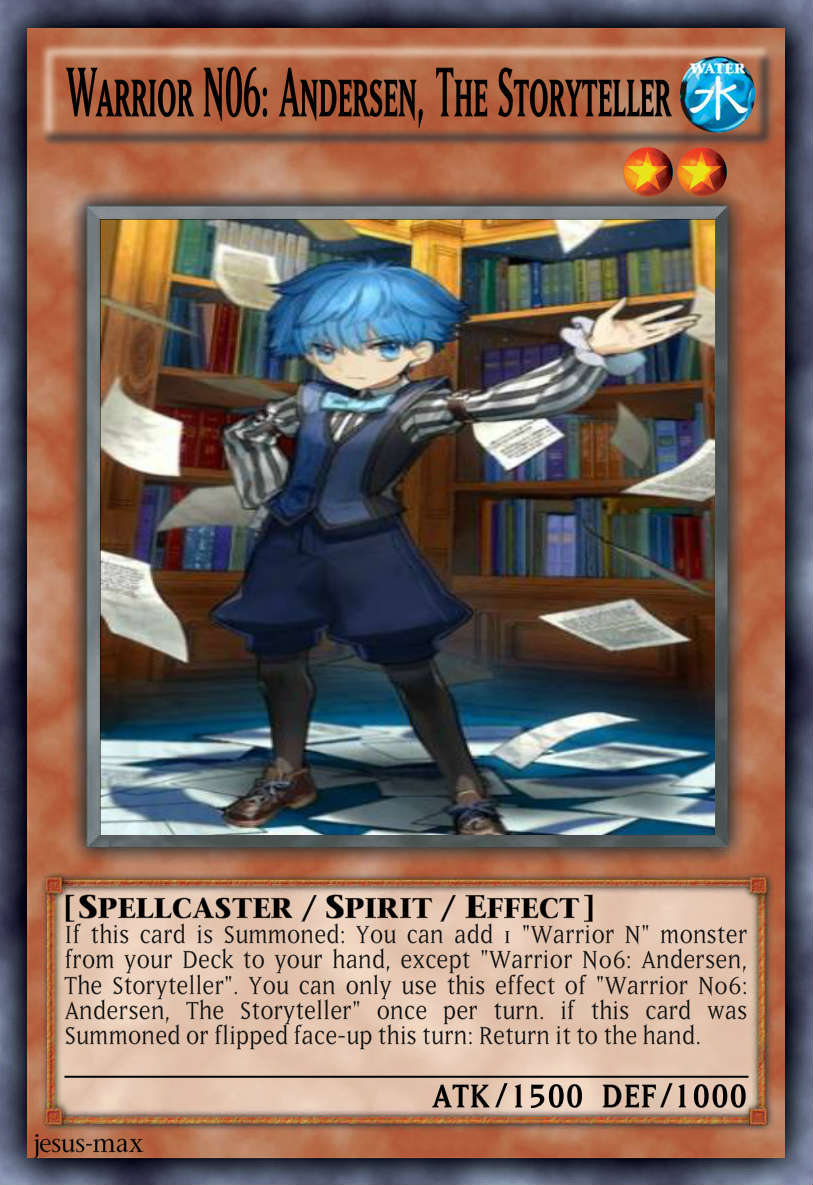 Warrior N06: Andersen, The Storyteller
WATER
水
[Spellcaster / Spirit / Effect]
If this card is Summoned: You can add 1 "Warrior N" monster
from your Deck to your hand, except "Warrior No6: Andersen,
The Storyteller". You can only use this effect of "Warrior No6:
Andersen, The Storyteller" once per turn. if this card was
Summoned or flipped face-up this turn: Return it to the hand.
ATK/1500 DEF/1000
jesus-max